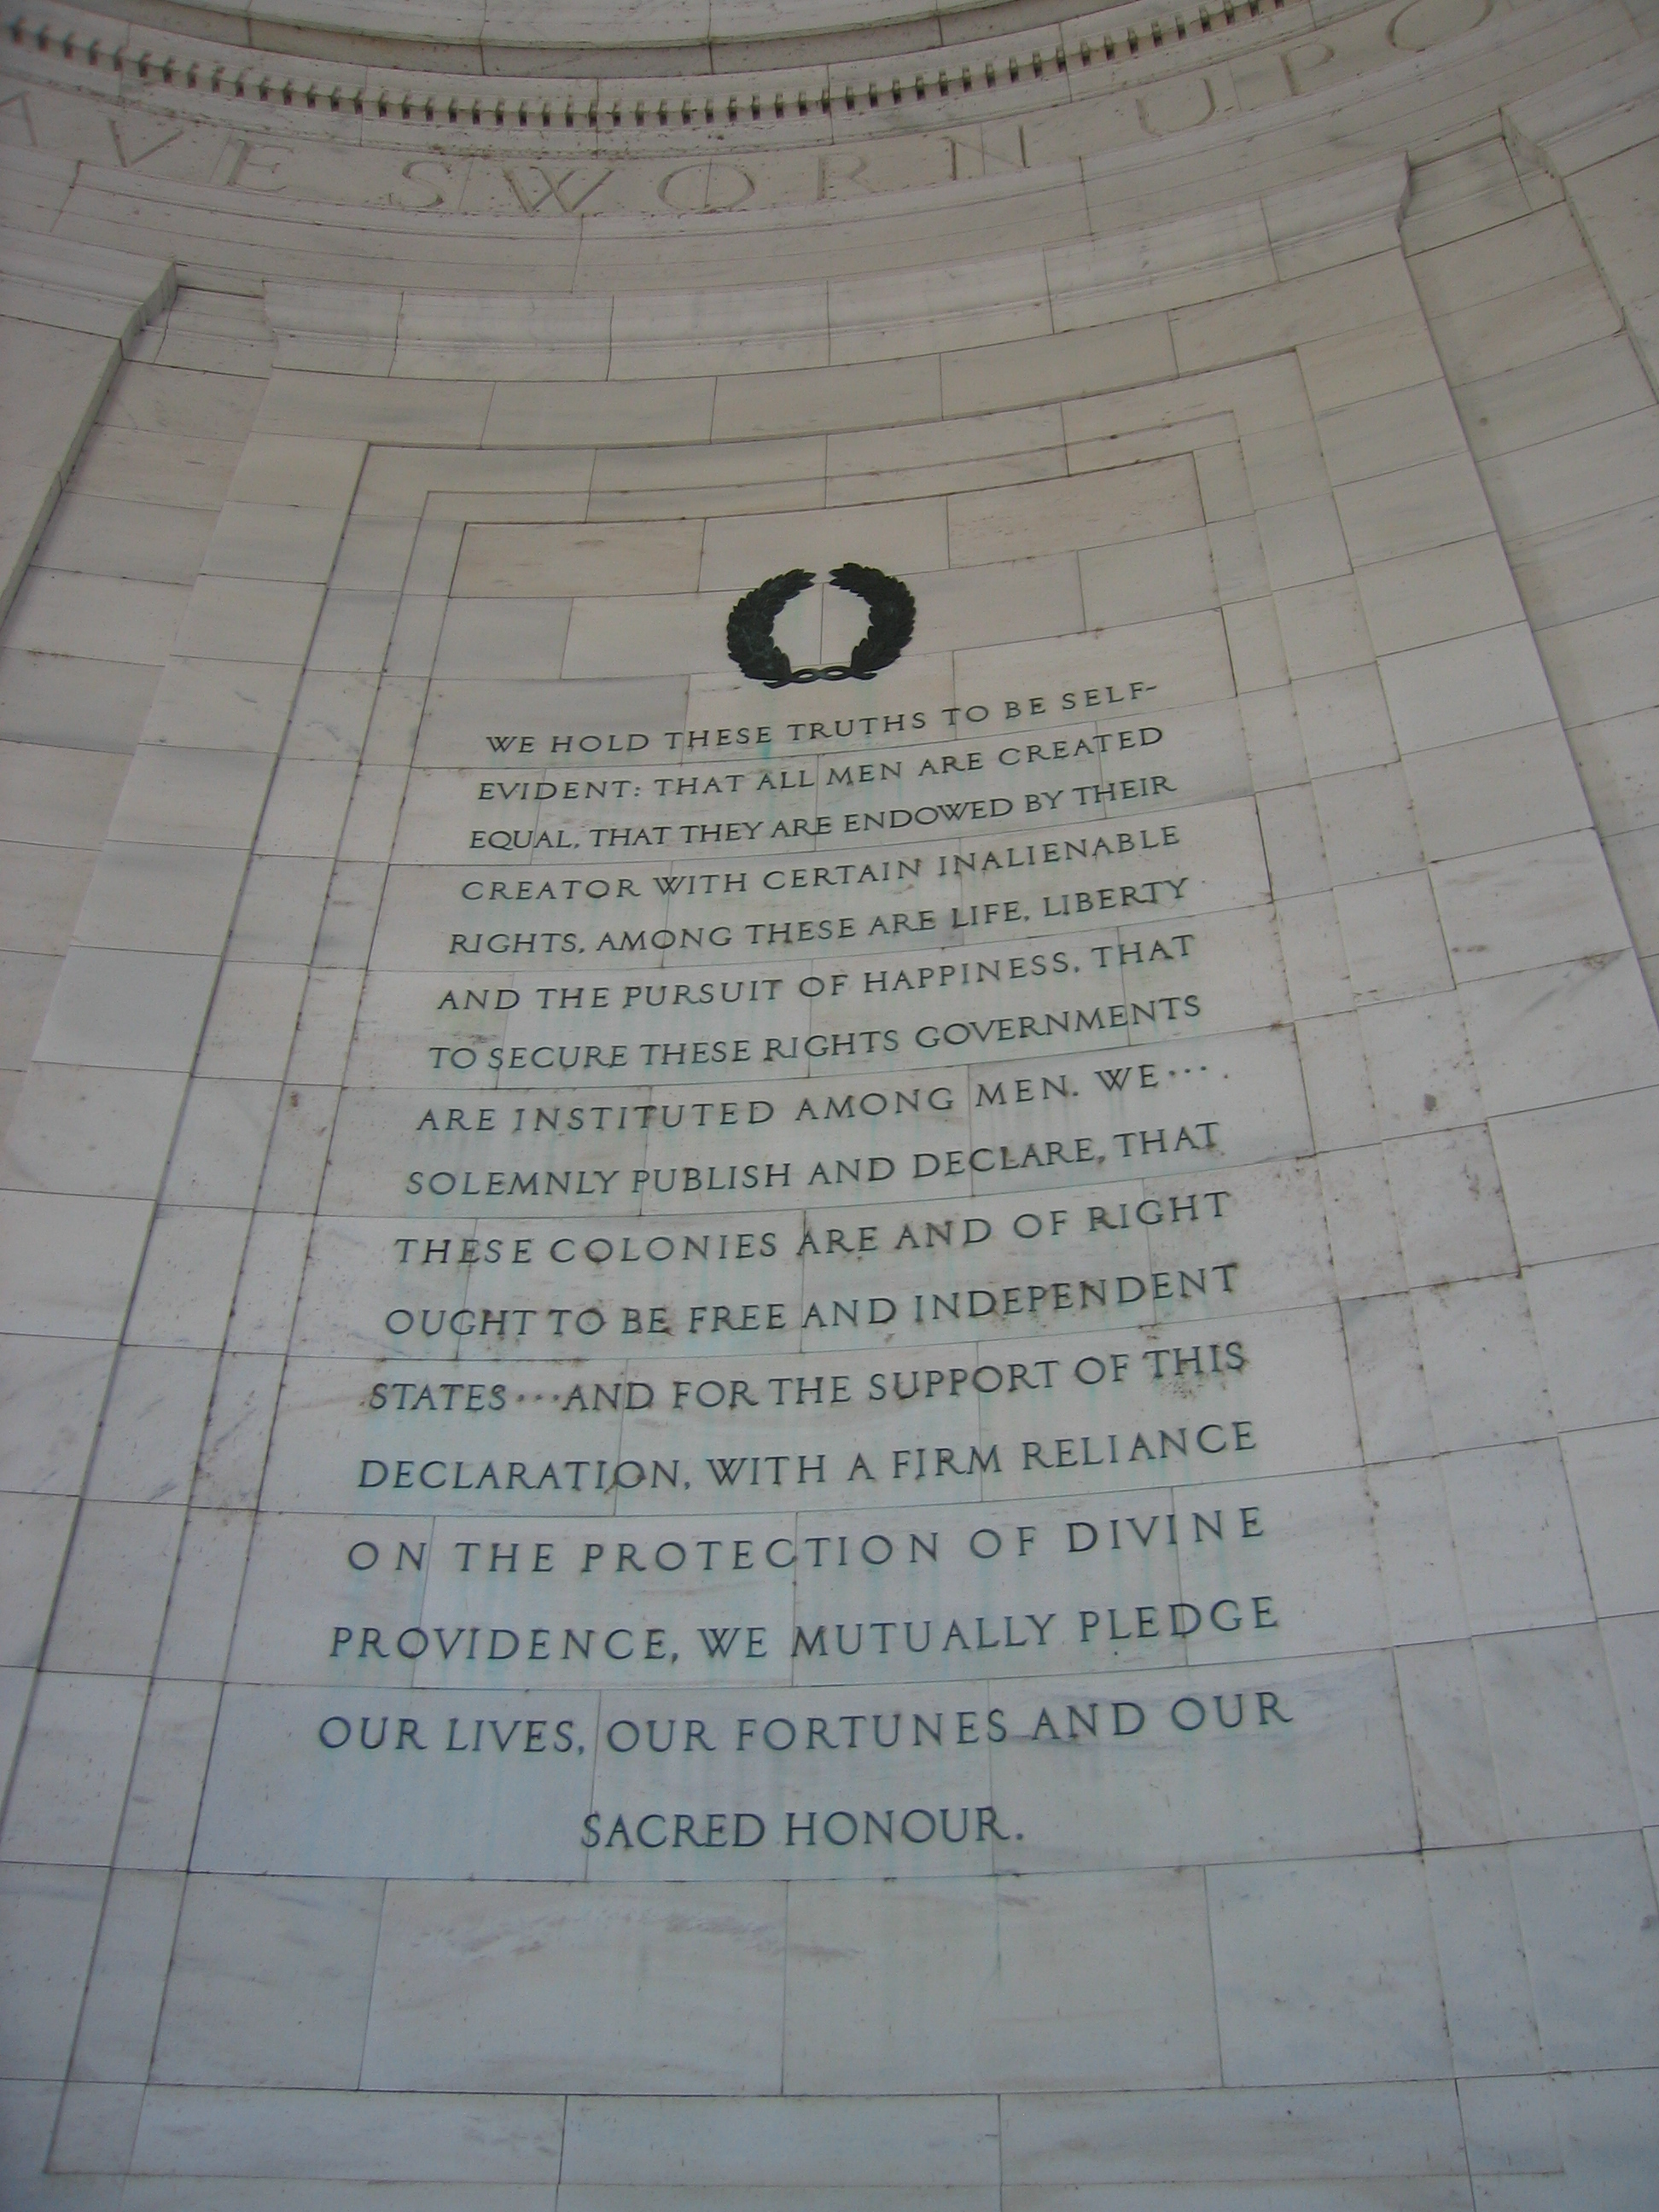 AVE SWORN UPO
WE HOLD THESE TRUTHS TO BE SELF-
EVIDENT: THAT ALL MEN ARE CREATED
EQUAL, THAT THEY ARE ENDOWED BY THEIR
CREATOR WITH CERTAIN INALIENABLE
RIGHTS, AMONG THESE ARE LIFE, LIBERTY
AND THE PURSUIT OF HAPPINESS, THAT
TO SECURE THESE RIGHTS GOVERNMENTS
ARE INSTITUTED AMONG MEN. WE....
SOLEMNLY PUBLISH AND DECLARE, THAT
THESE COLONIES ARE AND OF RIGHT
OUGHT TO BE FREE AND INDEPENDENT
STATES...AND FOR THE SUPPORT OF THIS
DECLARATION, WITH A FIRM RELIANCE
ON THE PROTECTION OF DIVINE
PROVIDENCE, WE MUTUALLY PLEDGE
OUR LIVES, OUR FORTUNES AND OUR
SACRED HONOUR.